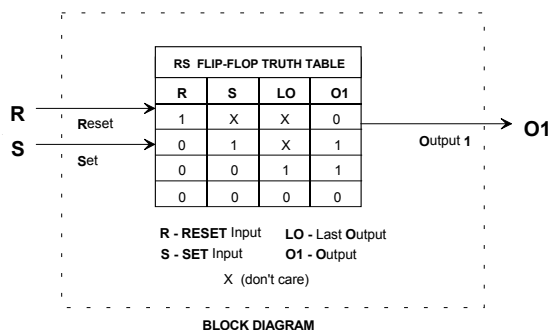 RS FLIP-FLOP TRUTH TABLE
R S LO O1
1 X X 0
0 1 X 1
0 0 1 1
0 0 0 0
R
Reset
S
Set
Output 1
O1
R - RESET Input LO - Last Output
S - SET Input O1 - Output
X (don't care)
BLOCK DIAGRAM